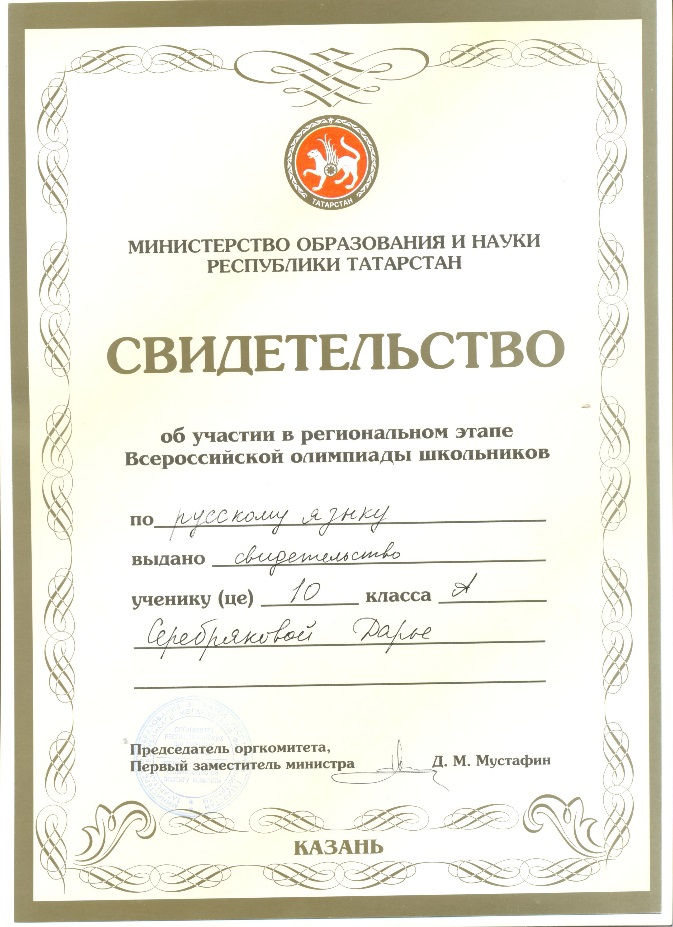 ТАТАРСТАН
МИНИСТЕРСТВО ОБРАЗОВАНИЯ И НАУКИ
РЕСПУБЛИКИ ТАТАРСТАН
СВИДЕТЕЛЬСТВО
об участии в региональном этапе
Всероссийской олимпиады школьников
по русскому языку
выдано свидетельство
ученику (це) 10 класса А
Серебряковой Дарье
Председатель оргкомитета,
Первый заместитель министра Д. М. Мустафин
КАЗАНЬ